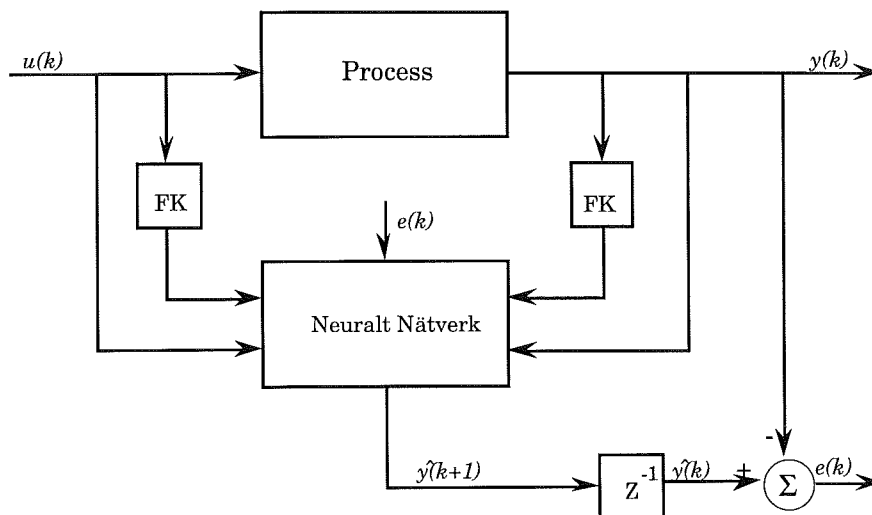 u(k)
Process
y(k)
FK
FK
e(k)
Neuralt Nätverk
-
ŷ(k+1)
Z⁻¹
ŷ(k)
+
Σ
e(k)